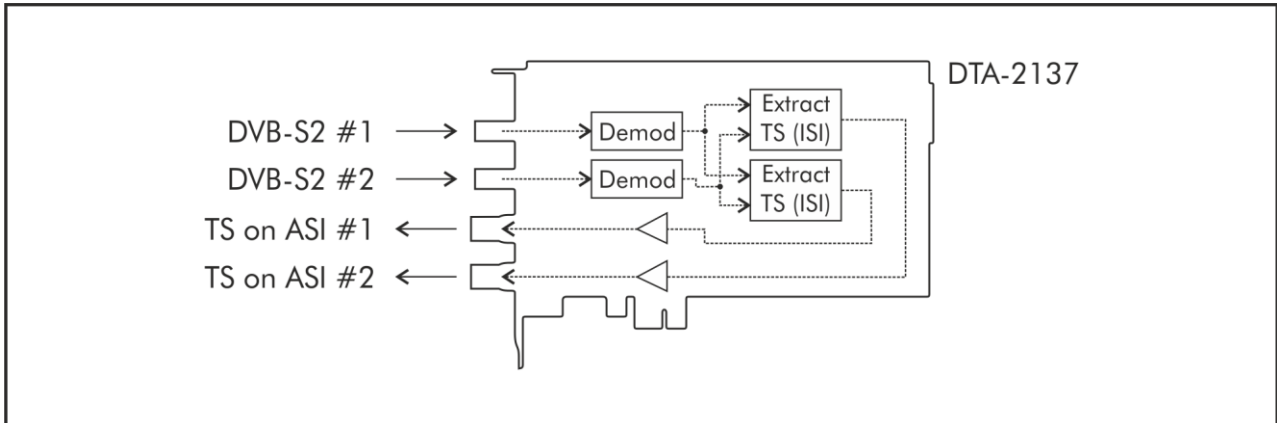 DTA-2137
DVB-S2 #1
Demod
Extract
TS (ISI)
DVB-S2 #2
Demod
Extract
TS (ISI)
TS on ASI #1
TS on ASI #2